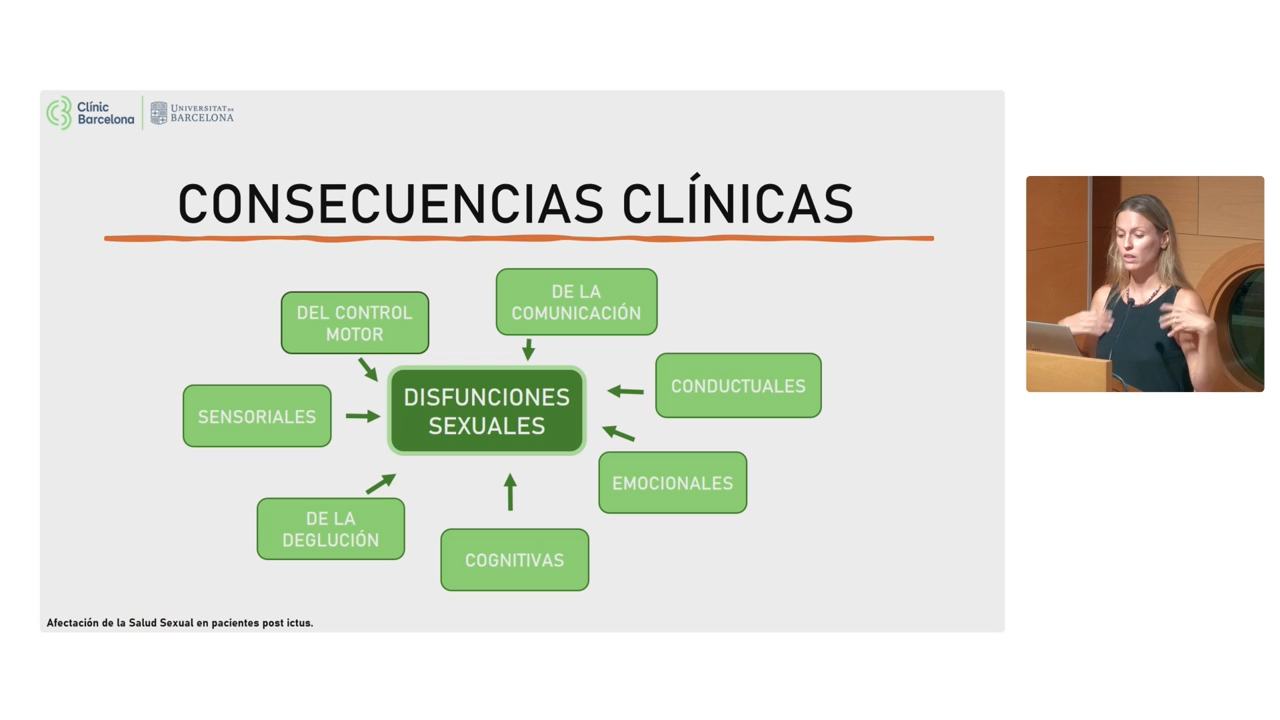 Clínic
Barcelona
UNIVERSITAT DE
BARCELONA
CONSECUENCIAS CLÍNICAS
DE LA
COMUNICACIÓN
DEL CONTROL
MOTOR
CONDUCTUALES
DISFUNCIONES
SEXUALES
SENSORIALES
EMOCIONALES
DE LA
DEGLUCIÓN
COGNITIVAS
Afectación de la Salud Sexual en pacientes post ictus.